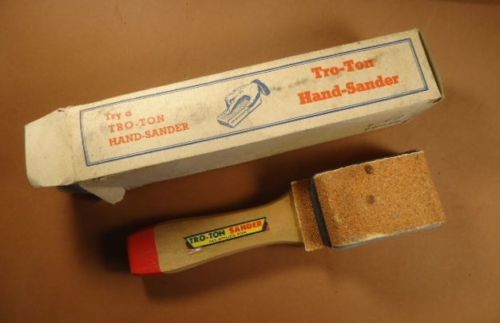 Try a
TRO-TON
HAND-SANDER
Tro-Ton
Hand-Sander
TRO-TON SANDER